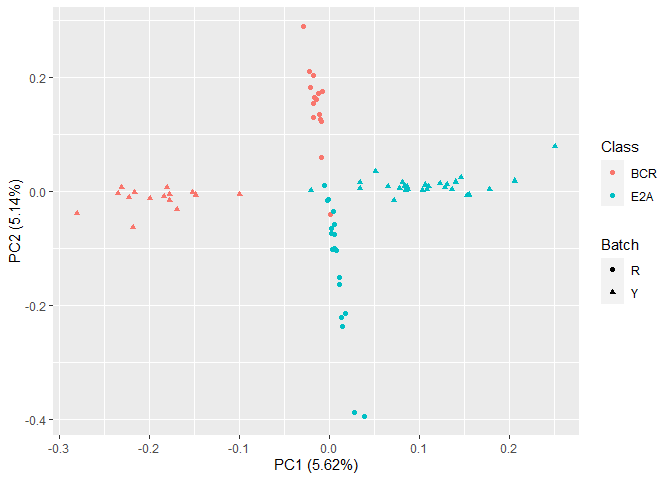 0.2
0.0
-0.2
-0.4
PC2 (5.14%)
-0.3
-0.2
-0.1
0.0
0.1
0.2
PC1 (5.62%)
Class
BCR
E2A
Batch
R
Y